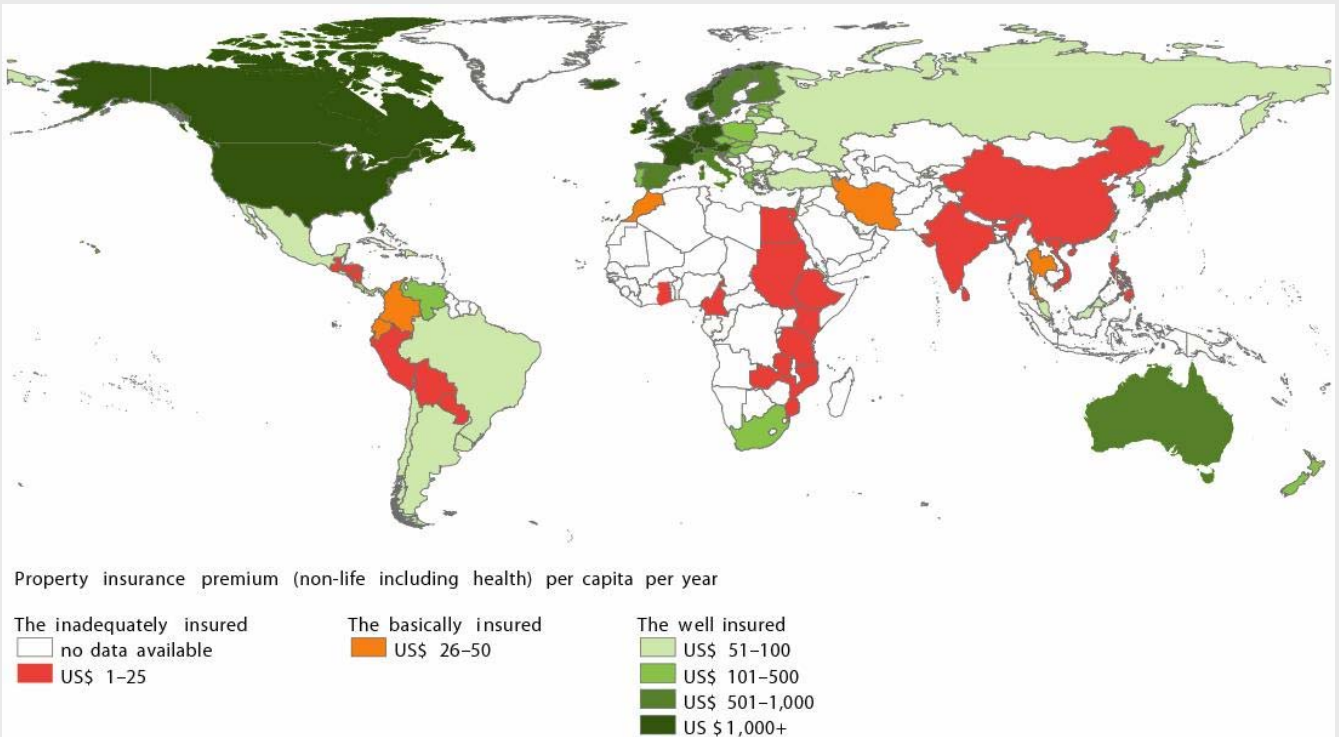 Property insurance premium (non-life including health) per capita per year
The inadequately insured
no data available
US$ 1–25
The basically insured
US$ 26–50
The well insured
US$ 51–100
US$ 101–500
US$ 501–1,000
US $ 1,000+